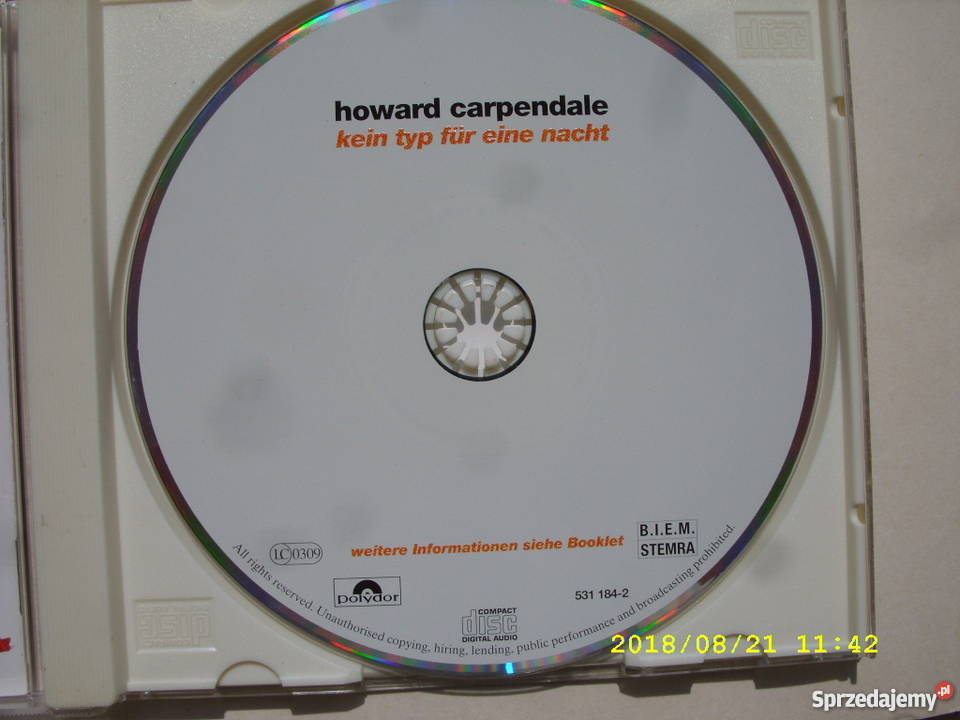 howard carpendale
kein typ für eine nacht
weitere Informationen siehe Booklet
B.I.E.M.
STEMRA
LC 0309
polydor
531 184-2
COMPACT
disc
DIGITAL AUDIO
All rights reserved. Unauthorised copying, hiring, lending, public performance and broadcasting prohibited.
disc
disc
2018/08/21 11:42
Sprzedajemy.pl